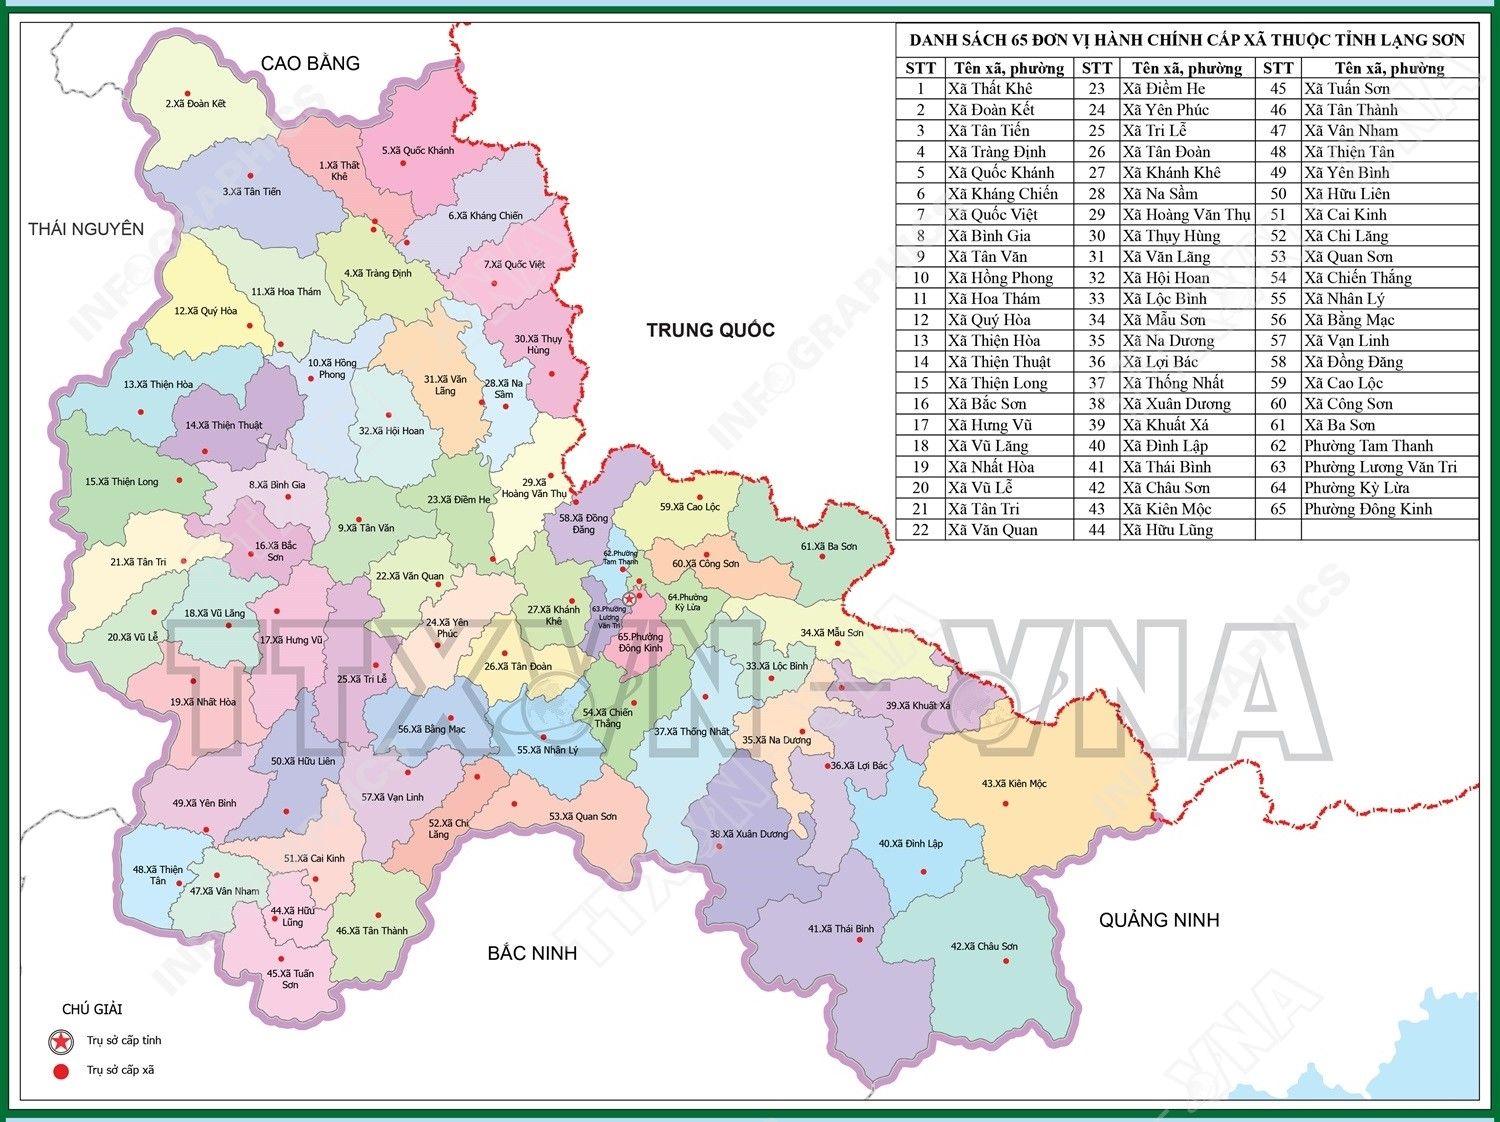 DANH SÁCH 65 ĐƠN VỊ HÀNH CHÍNH CẤP XÃ THUỘC TỈNH LẠNG SƠN
STT Tên xã, phường STT Tên xã, phường STT Tên xã, phường
1 Xã Thất Khê 23 Xã Điềm He 45 Xã Tuấn Sơn
2 Xã Đoàn Kết 24 Xã Yên Phúc 46 Xã Tân Thành
3 Xã Tân Tiến 25 Xã Tri Lễ 47 Xã Vân Nham
4 Xã Tràng Định 26 Xã Tân Đoàn 48 Xã Thiện Tân
5 Xã Quốc Khánh 27 Xã Khánh Khê 49 Xã Yên Bình
6 Xã Kháng Chiến 28 Xã Na Sầm 50 Xã Hữu Liên
7 Xã Quốc Việt 29 Xã Hoàng Văn Thụ 51 Xã Cai Kinh
8 Xã Bình Gia 30 Xã Thụy Hùng 52 Xã Chi Lăng
9 Xã Tân Văn 31 Xã Văn Lãng 53 Xã Quan Sơn
10 Xã Hồng Phong 32 Xã Hội Hoan 54 Xã Chiến Thắng
11 Xã Hoa Thám 33 Xã Lộc Bình 55 Xã Nhân Lý
12 Xã Quý Hòa 34 Xã Mẫu Sơn 56 Xã Bằng Mạc
13 Xã Thiện Hòa 35 Xã Na Dương 57 Xã Vạn Linh
14 Xã Thiện Thuật 36 Xã Lợi Bác 58 Xã Đồng Đăng
15 Xã Thiện Long 37 Xã Thống Nhất 59 Xã Cao Lộc
16 Xã Bắc Sơn 38 Xã Xuân Dương 60 Xã Công Sơn
17 Xã Hưng Vũ 39 Xã Khuất Xá 61 Xã Ba Sơn
18 Xã Vũ Lăng 40 Xã Đình Lập 62 Phường Tam Thanh
19 Xã Nhất Hòa 41 Xã Thái Bình 63 Phường Lương Văn Tri
20 Xã Vũ Lễ 42 Xã Châu Sơn 64 Phường Kỳ Lừa
21 Xã Tân Tri 43 Xã Kiên Mộc 65 Phường Đông Kinh
22 Xã Văn Quan 44 Xã Hữu Lũng
CAO BẰNG
THÁI NGUYÊN
TRUNG QUỐC
BẮC NINH
QUẢNG NINH
2.Xã Đoàn Kết
1.Xã Thất
Khê
5.Xã Quốc Khánh
3.Xã Tân Tiến
6.Xã Kháng Chiến
4.Xã Tràng Định
7.Xã Quốc Việt
11.Xã Hoa Thám
12.Xã Quý Hòa
30.Xã Thụy
Hùng
10.Xã Hồng
Phong
13.Xã Thiện Hòa
31.Xã Văn
Lãng
28.Xã Na
Sầm
14.Xã Thiện Thuật
32.Xã Hội Hoan
15.Xã Thiện Long
8.Xã Bình Gia
29.Xã
Hoàng Văn Thụ
23.Xã Điềm He
9.Xã Tân Văn
58.Xã Đồng
Đăng
59.Xã Cao Lộc
61.Xã Ba Sơn
16.Xã Bắc
Sơn
21.Xã Tân Tri
62.Phường
Tam Thanh
60.Xã Công Sơn
22.Xã Văn Quan
18.Xã Vũ Lăng
20.Xã Vũ Lễ
17.Xã Hưng Vũ
24.Xã Yên
Phúc
27.Xã Khánh
Khê
63.Phường
Lương
Văn Tri
64.Phường
Kỳ Lừa
65.Phường
Đông Kinh
34.Xã Mẫu Sơn
33.Xã Lộc Bình
26.Xã Tân Đoàn
25.Xã Tri Lễ
19.Xã Nhất Hòa
39.Xã Khuất Xá
54.Xã Chiến
Thắng
56.Xã Bằng Mạc
37.Xã Thống Nhất
35.Xã Na Dương
55.Xã Nhân Lý
50.Xã Hữu Liên
36.Xã Lợi Bác
43.Xã Kiên Mộc
57.Xã Vạn Linh
49.Xã Yên Bình
52.Xã Chi
Lăng
53.Xã Quan Sơn
38.Xã Xuân Dương
40.Xã Đình Lập
51.Xã Cai Kinh
48.Xã Thiện
Tân
47.Xã Vân Nham
44.Xã Hữu
Lũng
46.Xã Tân Thành
41.Xã Thái Bình
42.Xã Châu Sơn
45.Xã Tuấn
Sơn
CHÚ GIẢI
Trụ sở cấp tỉnh
Trụ sở cấp xã
TTXVN - VNA
INFOGRAPHICS